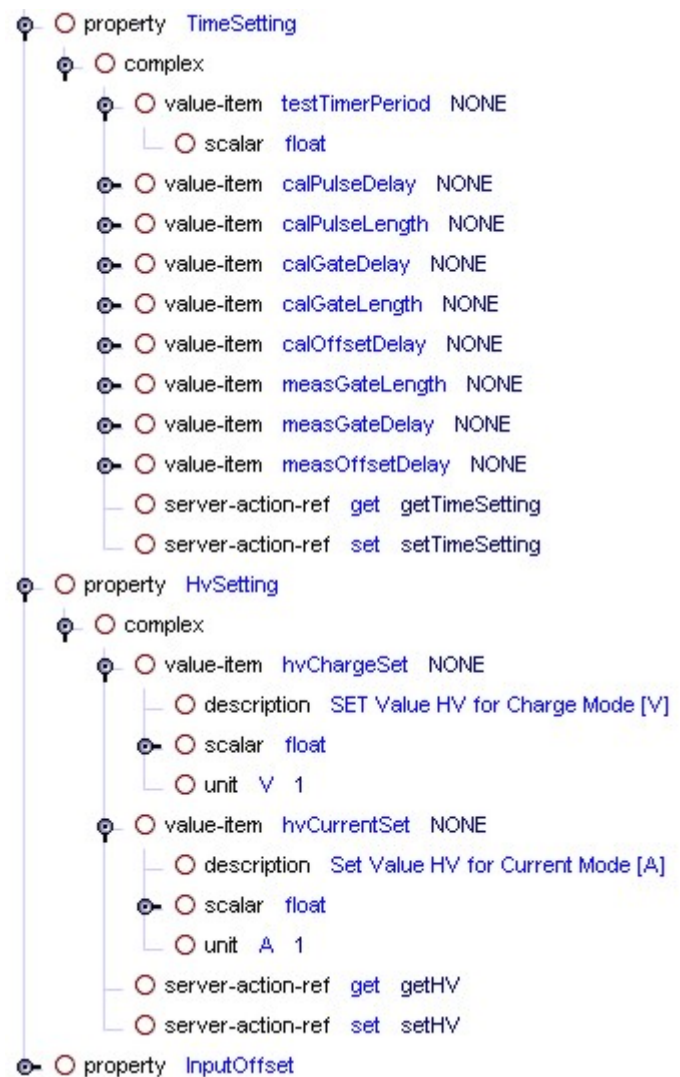 property TimeSetting
complex
value-item testTimerPeriod NONE
scalar float
value-item calPulseDelay NONE
value-item calPulseLength NONE
value-item calGateDelay NONE
value-item calGateLength NONE
value-item calOffsetDelay NONE
value-item measGateLength NONE
value-item measGateDelay NONE
value-item measOffsetDelay NONE
server-action-ref get getTimeSetting
server-action-ref set setTimeSetting
property HvSetting
complex
value-item hvChargeSet NONE
description SET Value HV for Charge Mode [V]
scalar float
unit V 1
value-item hvCurrentSet NONE
description Set Value HV for Current Mode [A]
scalar float
unit A 1
server-action-ref get getHV
server-action-ref set setHV
property InputOffset